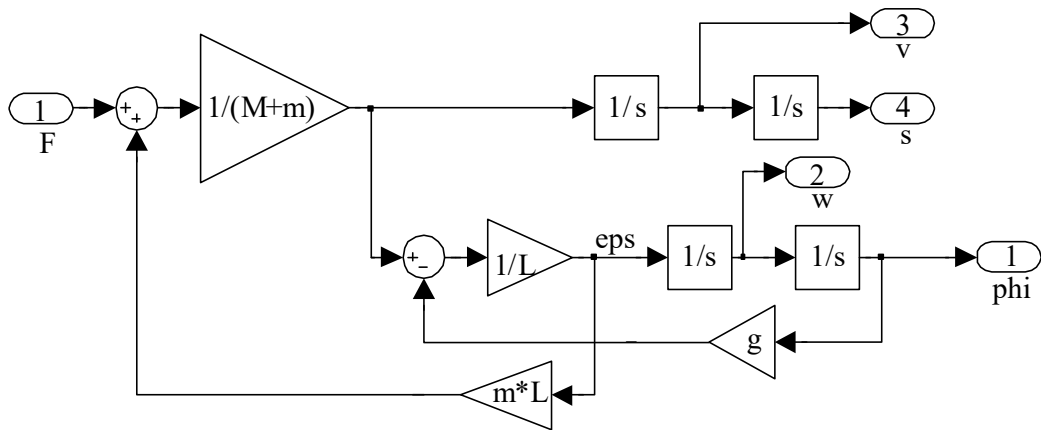 3
v
1
F
+
+
1/(M+m)
1/s
1/s
4
s
2
w
+
-
1/L
eps
1/s
1/s
1
phi
g
m*L